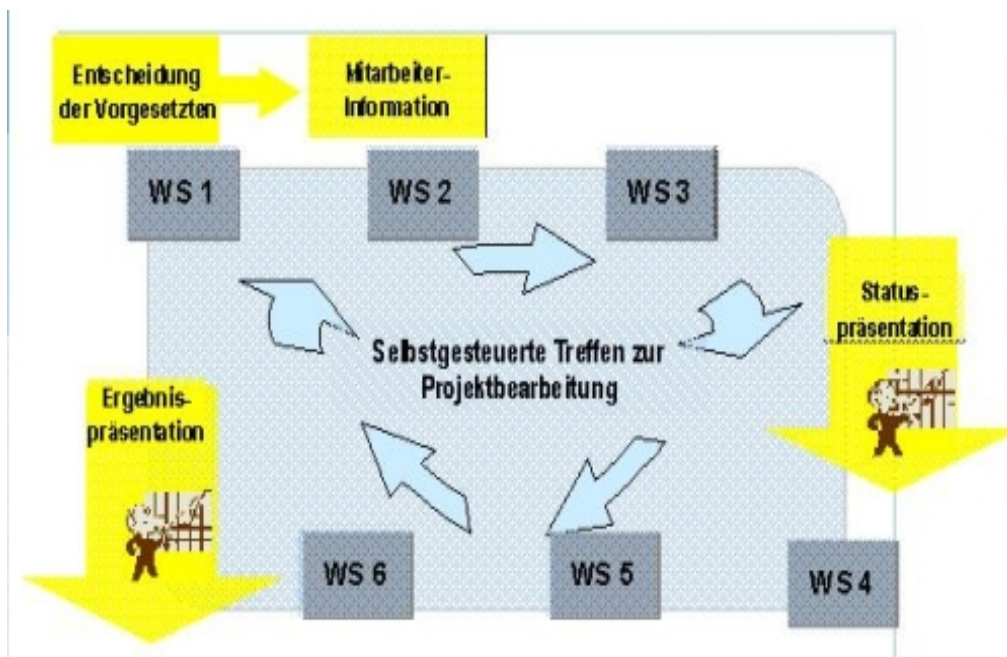 Entscheidung
der Vorgesetzten
Mitarbeiter-
Information
WS 1
WS 2
WS 3
Status-
präsentation
Selbstgesteuerte Treffen zur
Projektbearbeitung
Ergebnis-
präsentation
WS 6
WS 5
WS 4